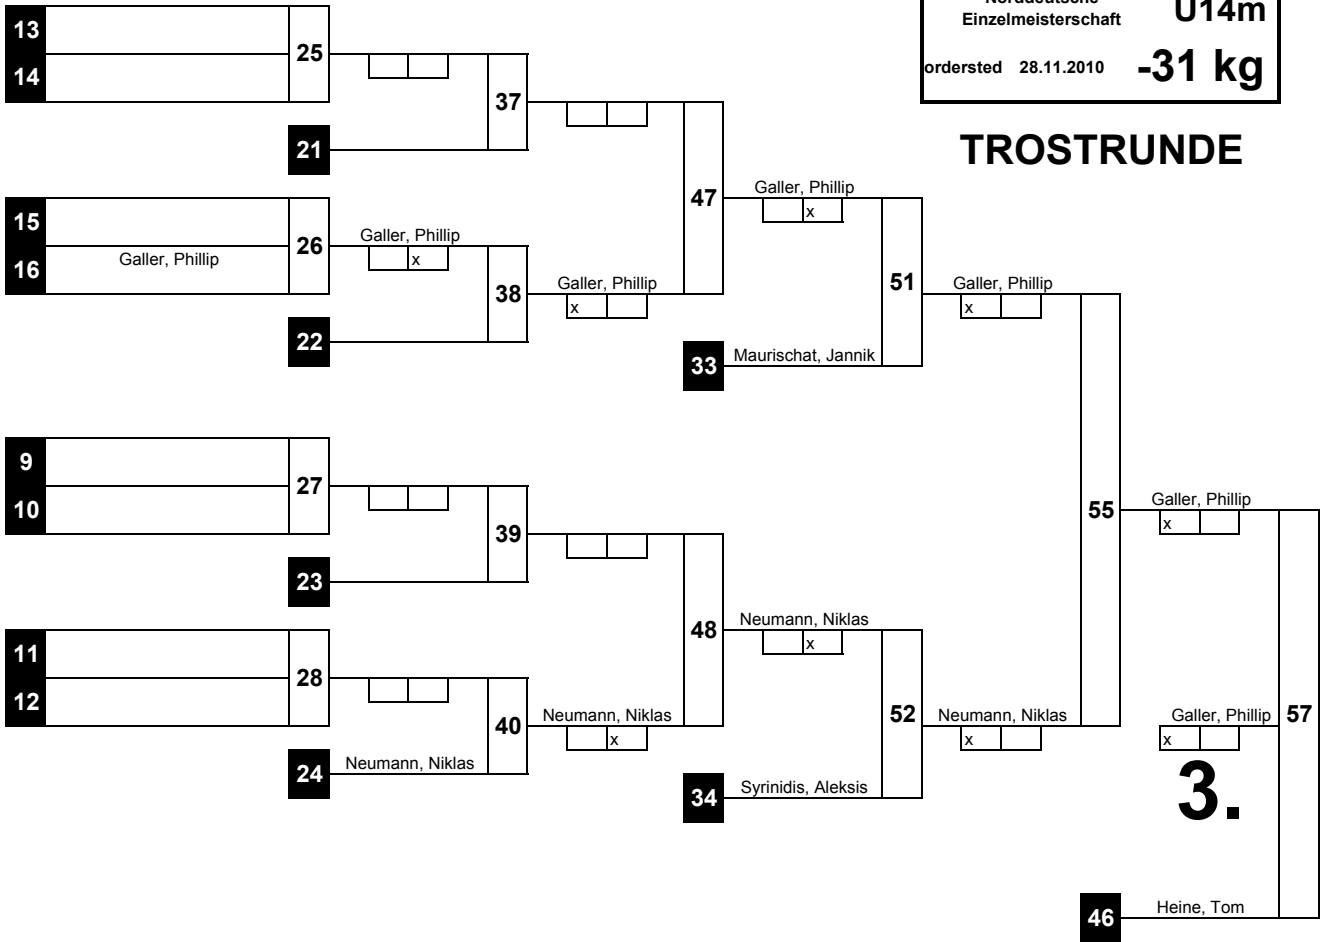 Einzelmeisterschaft
U14m
ordersted 28.11.2010 -31 kg
TROSTRUNDE
13
14
25
37
21
47
Galler, Phillip
x
15
16
Galler, Phillip
26
Galler, Phillip
x
38
22
Galler, Phillip
x
51
33
Maurischat, Jannik
Galler, Phillip
x
9
10
27
39
23
55
Galler, Phillip
x
11
12
28
40
24
Neumann, Niklas
48
Neumann, Niklas
x
Neumann, Niklas
x
52
34
Syrinidis, Aleksis
Neumann, Niklas
x
Galler, Phillip
x
57
3.
46
Heine, Tom